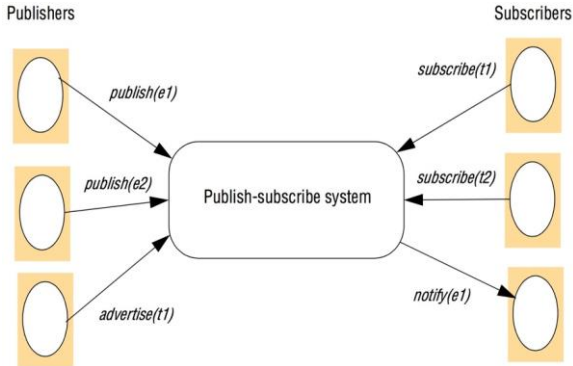 Publishers
Subscribers
publish(e1)
subscribe(t1)
publish(e2)
Publish-subscribe system
subscribe(t2)
advertise(t1)
notify(e1)